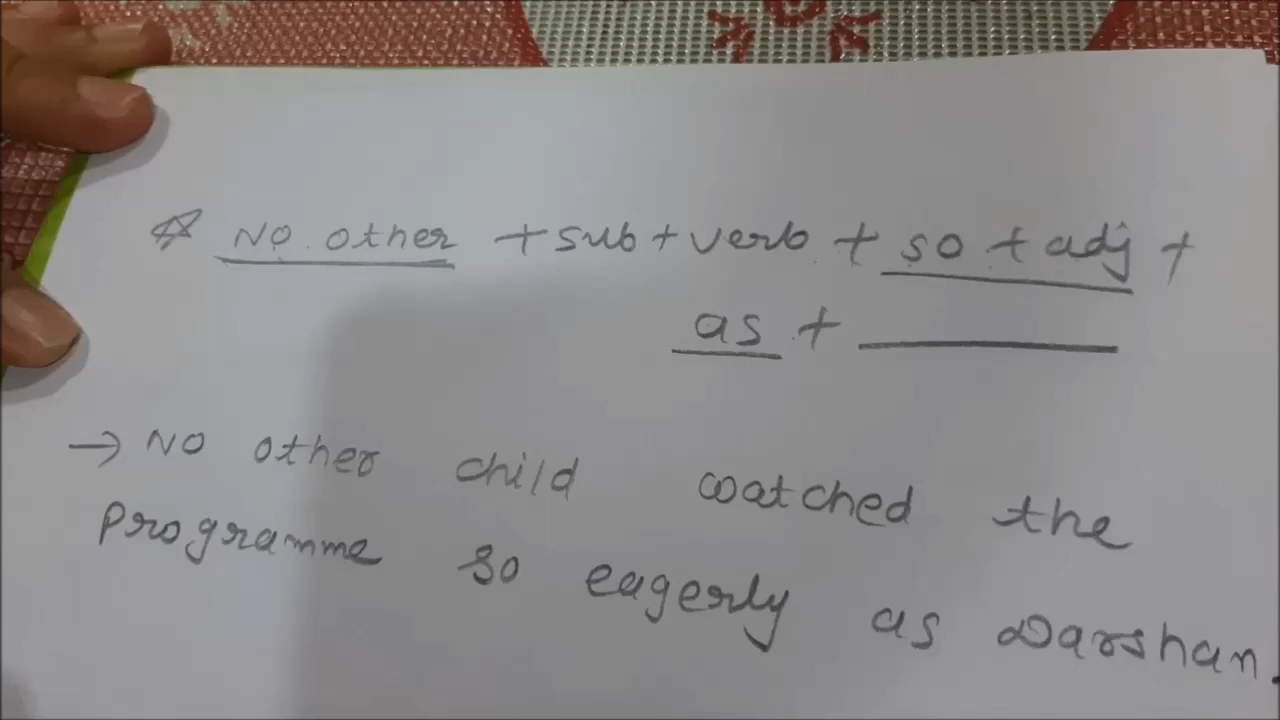 ☆ No other + sub + verb + so + adj +
as + ________
→ No other child watched the
programme so eagerly as Darshan.